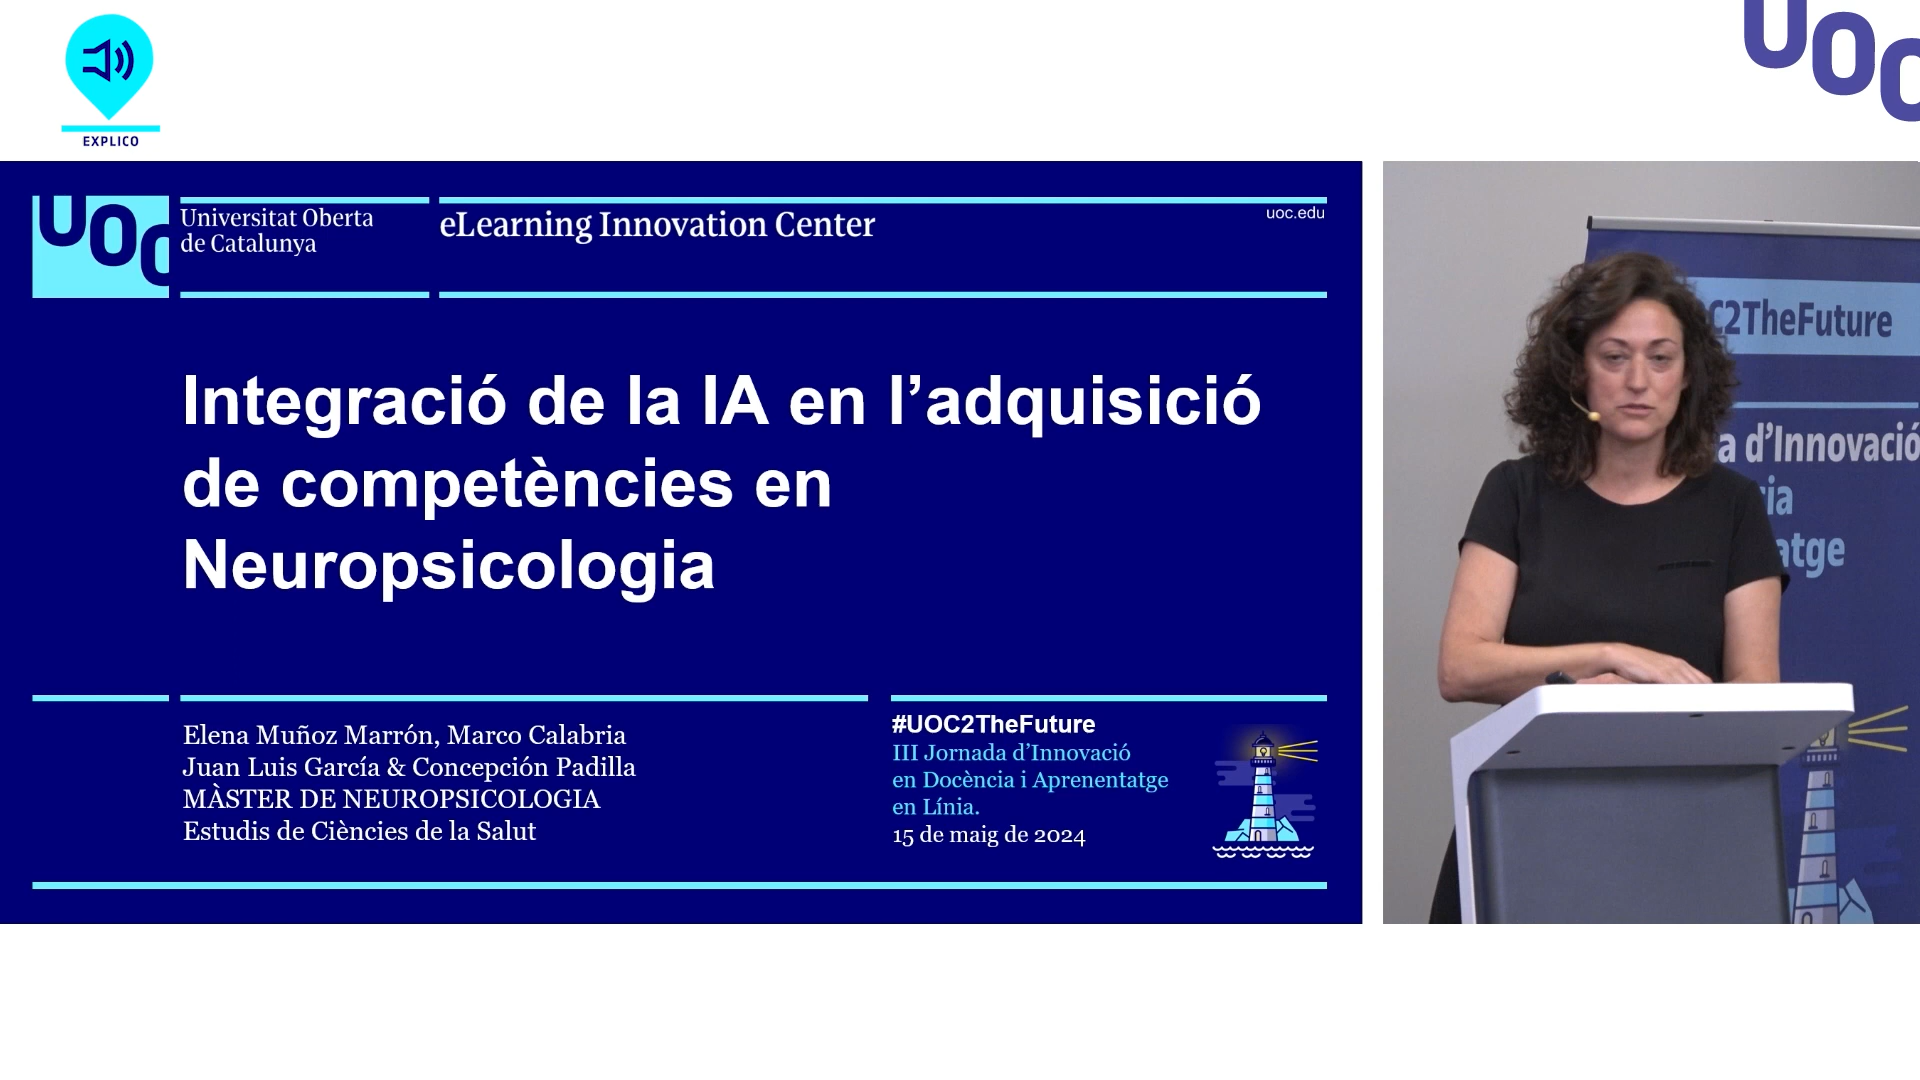 EXPLICO
UOC
UOC
Universitat Oberta
de Catalunya
eLearning Innovation Center
uoc.edu
Integració de la IA en l’adquisició
de competències en
Neuropsicologia
Elena Muñoz Marrón, Marco Calabria
Juan Luis García & Concepción Padilla
MÀSTER DE NEUROPSICOLOGIA
Estudis de Ciències de la Salut
#UOC2TheFuture
III Jornada d’Innovació
en Docència i Aprenentatge
en Línia.
15 de maig de 2024
C2TheFuture
a d’Innovació
ia
atge